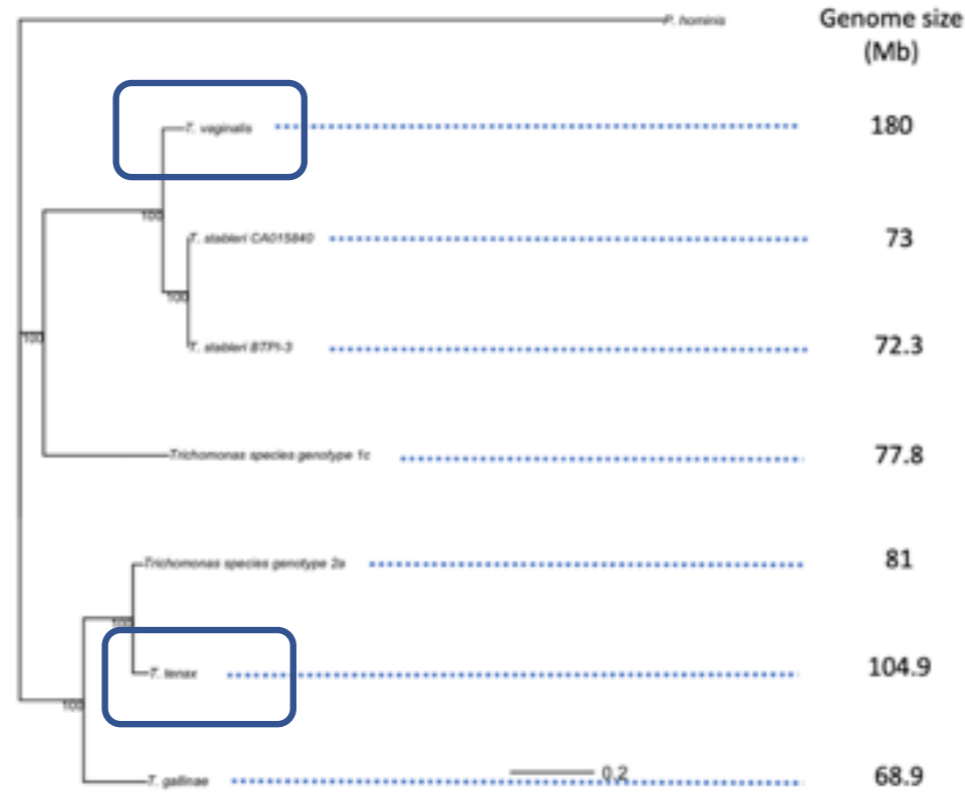 P. hominis
Genome size
(Mb)
T. vaginalis
180
100
T. stableri CA015840
73
100
T. stableri BTPI-3
72.3
100
Trichomonas species genotype 1c
77.8
Trichomonas species genotype 2a
81
100
T. tenax
104.9
100
T. gallinae
0.2
68.9